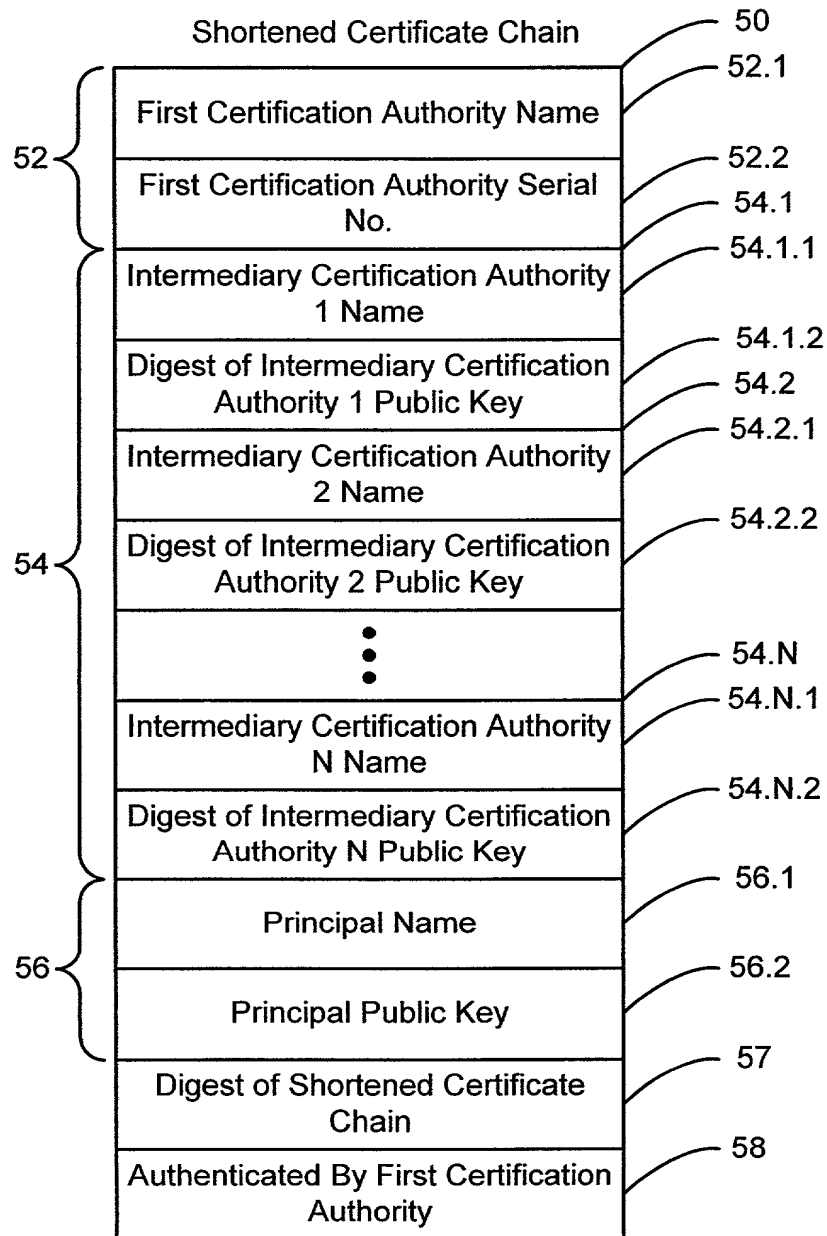 Shortened Certificate Chain
50
52.1
First Certification Authority Name
52
52.2
First Certification Authority Serial
No.
54.1
54.1.1
Intermediary Certification Authority
1 Name
54.1.2
Digest of Intermediary Certification
Authority 1 Public Key
54.2
54.2.1
Intermediary Certification Authority
2 Name
54.2.2
Digest of Intermediary Certification
Authority 2 Public Key
54
54.N
54.N.1
Intermediary Certification Authority
N Name
54.N.2
Digest of Intermediary Certification
Authority N Public Key
56.1
Principal Name
56
56.2
Principal Public Key
57
Digest of Shortened Certificate
Chain
58
Authenticated By First Certification
Authority